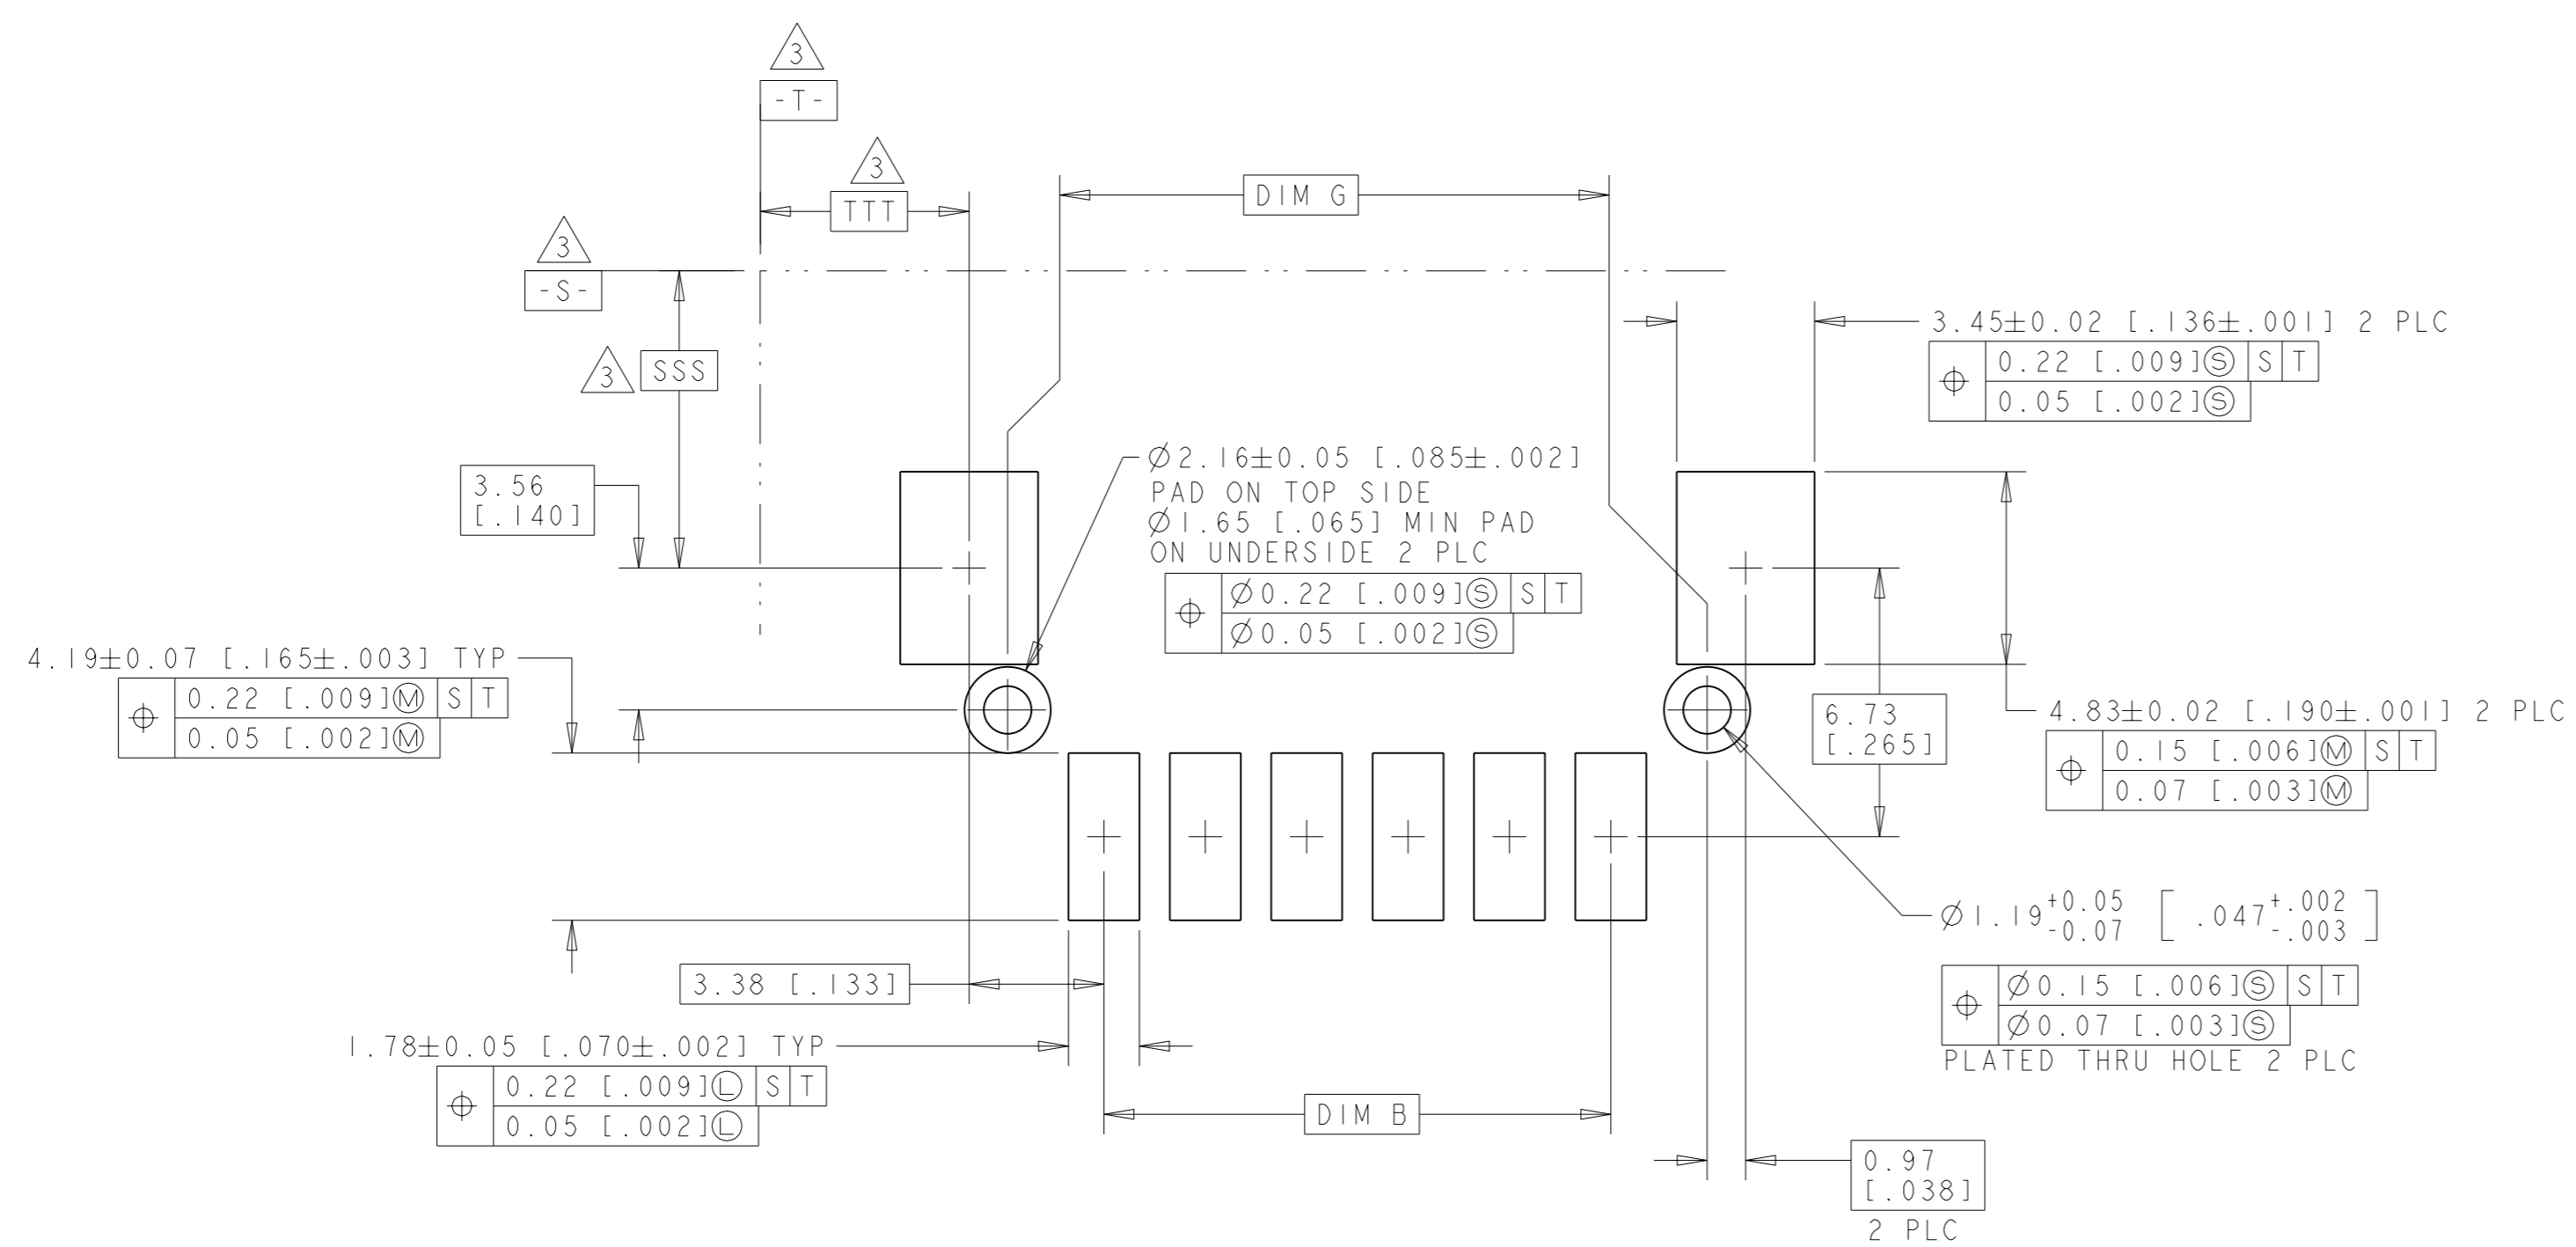 3
-T-
3
TTT
DIM G
3
-S-
3
SSS
3.45±0.02 [.136±.001] 2 PLC
⌖ 0.22 [.009]Ⓢ S T
0.05 [.002]Ⓢ
3.56
[.140]
Ø2.16±0.05 [.085±.002]
PAD ON TOP SIDE
Ø1.65 [.065] MIN PAD
ON UNDERSIDE 2 PLC
⌖ Ø0.22 [.009]Ⓢ S T
Ø0.05 [.002]Ⓢ
4.19±0.07 [.165±.003] TYP
⌖ 0.22 [.009]Ⓜ S T
0.05 [.002]Ⓜ
6.73
[.265]
4.83±0.02 [.190±.001] 2 PLC
⌖ 0.15 [.006]Ⓜ S T
0.07 [.003]Ⓜ
Ø1.19 +0.05 -0.07 [.047 +.002 -.003]
⌖ Ø0.15 [.006]Ⓢ S T
Ø0.07 [.003]Ⓢ
PLATED THRU HOLE 2 PLC
3.38 [.133]
1.78±0.05 [.070±.002] TYP
⌖ 0.22 [.009]Ⓛ S T
0.05 [.002]Ⓛ
DIM B
0.97
[.038]
2 PLC